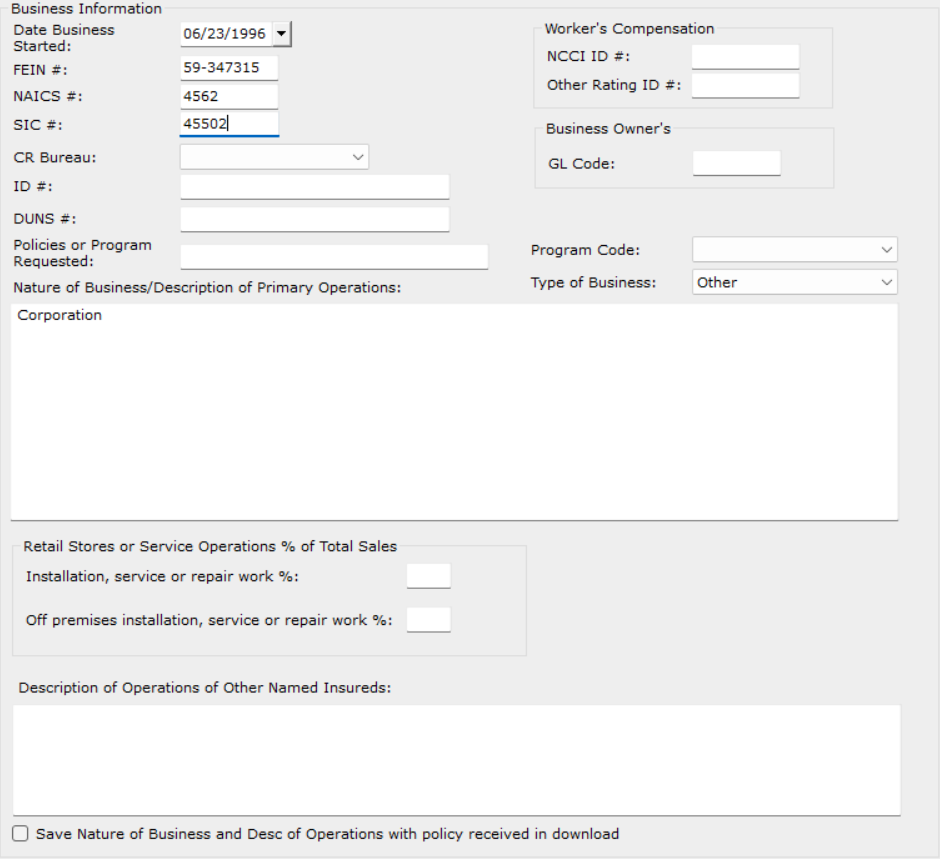 Business Information
Date Business
Started:
06/23/1996
FEIN #:
59-347315
NAICS #:
4562
SIC #:
45502
CR Bureau:
ID #:
DUNS #:
Policies or Program
Requested:
Worker's Compensation
NCCI ID #:
Other Rating ID #:
Business Owner's
GL Code:
Program Code:
Type of Business:
Other
Nature of Business/Description of Primary Operations:
Corporation
Retail Stores or Service Operations % of Total Sales
Installation, service or repair work %:
Off premises installation, service or repair work %:
Description of Operations of Other Named Insureds:
Save Nature of Business and Desc of Operations with policy received in download